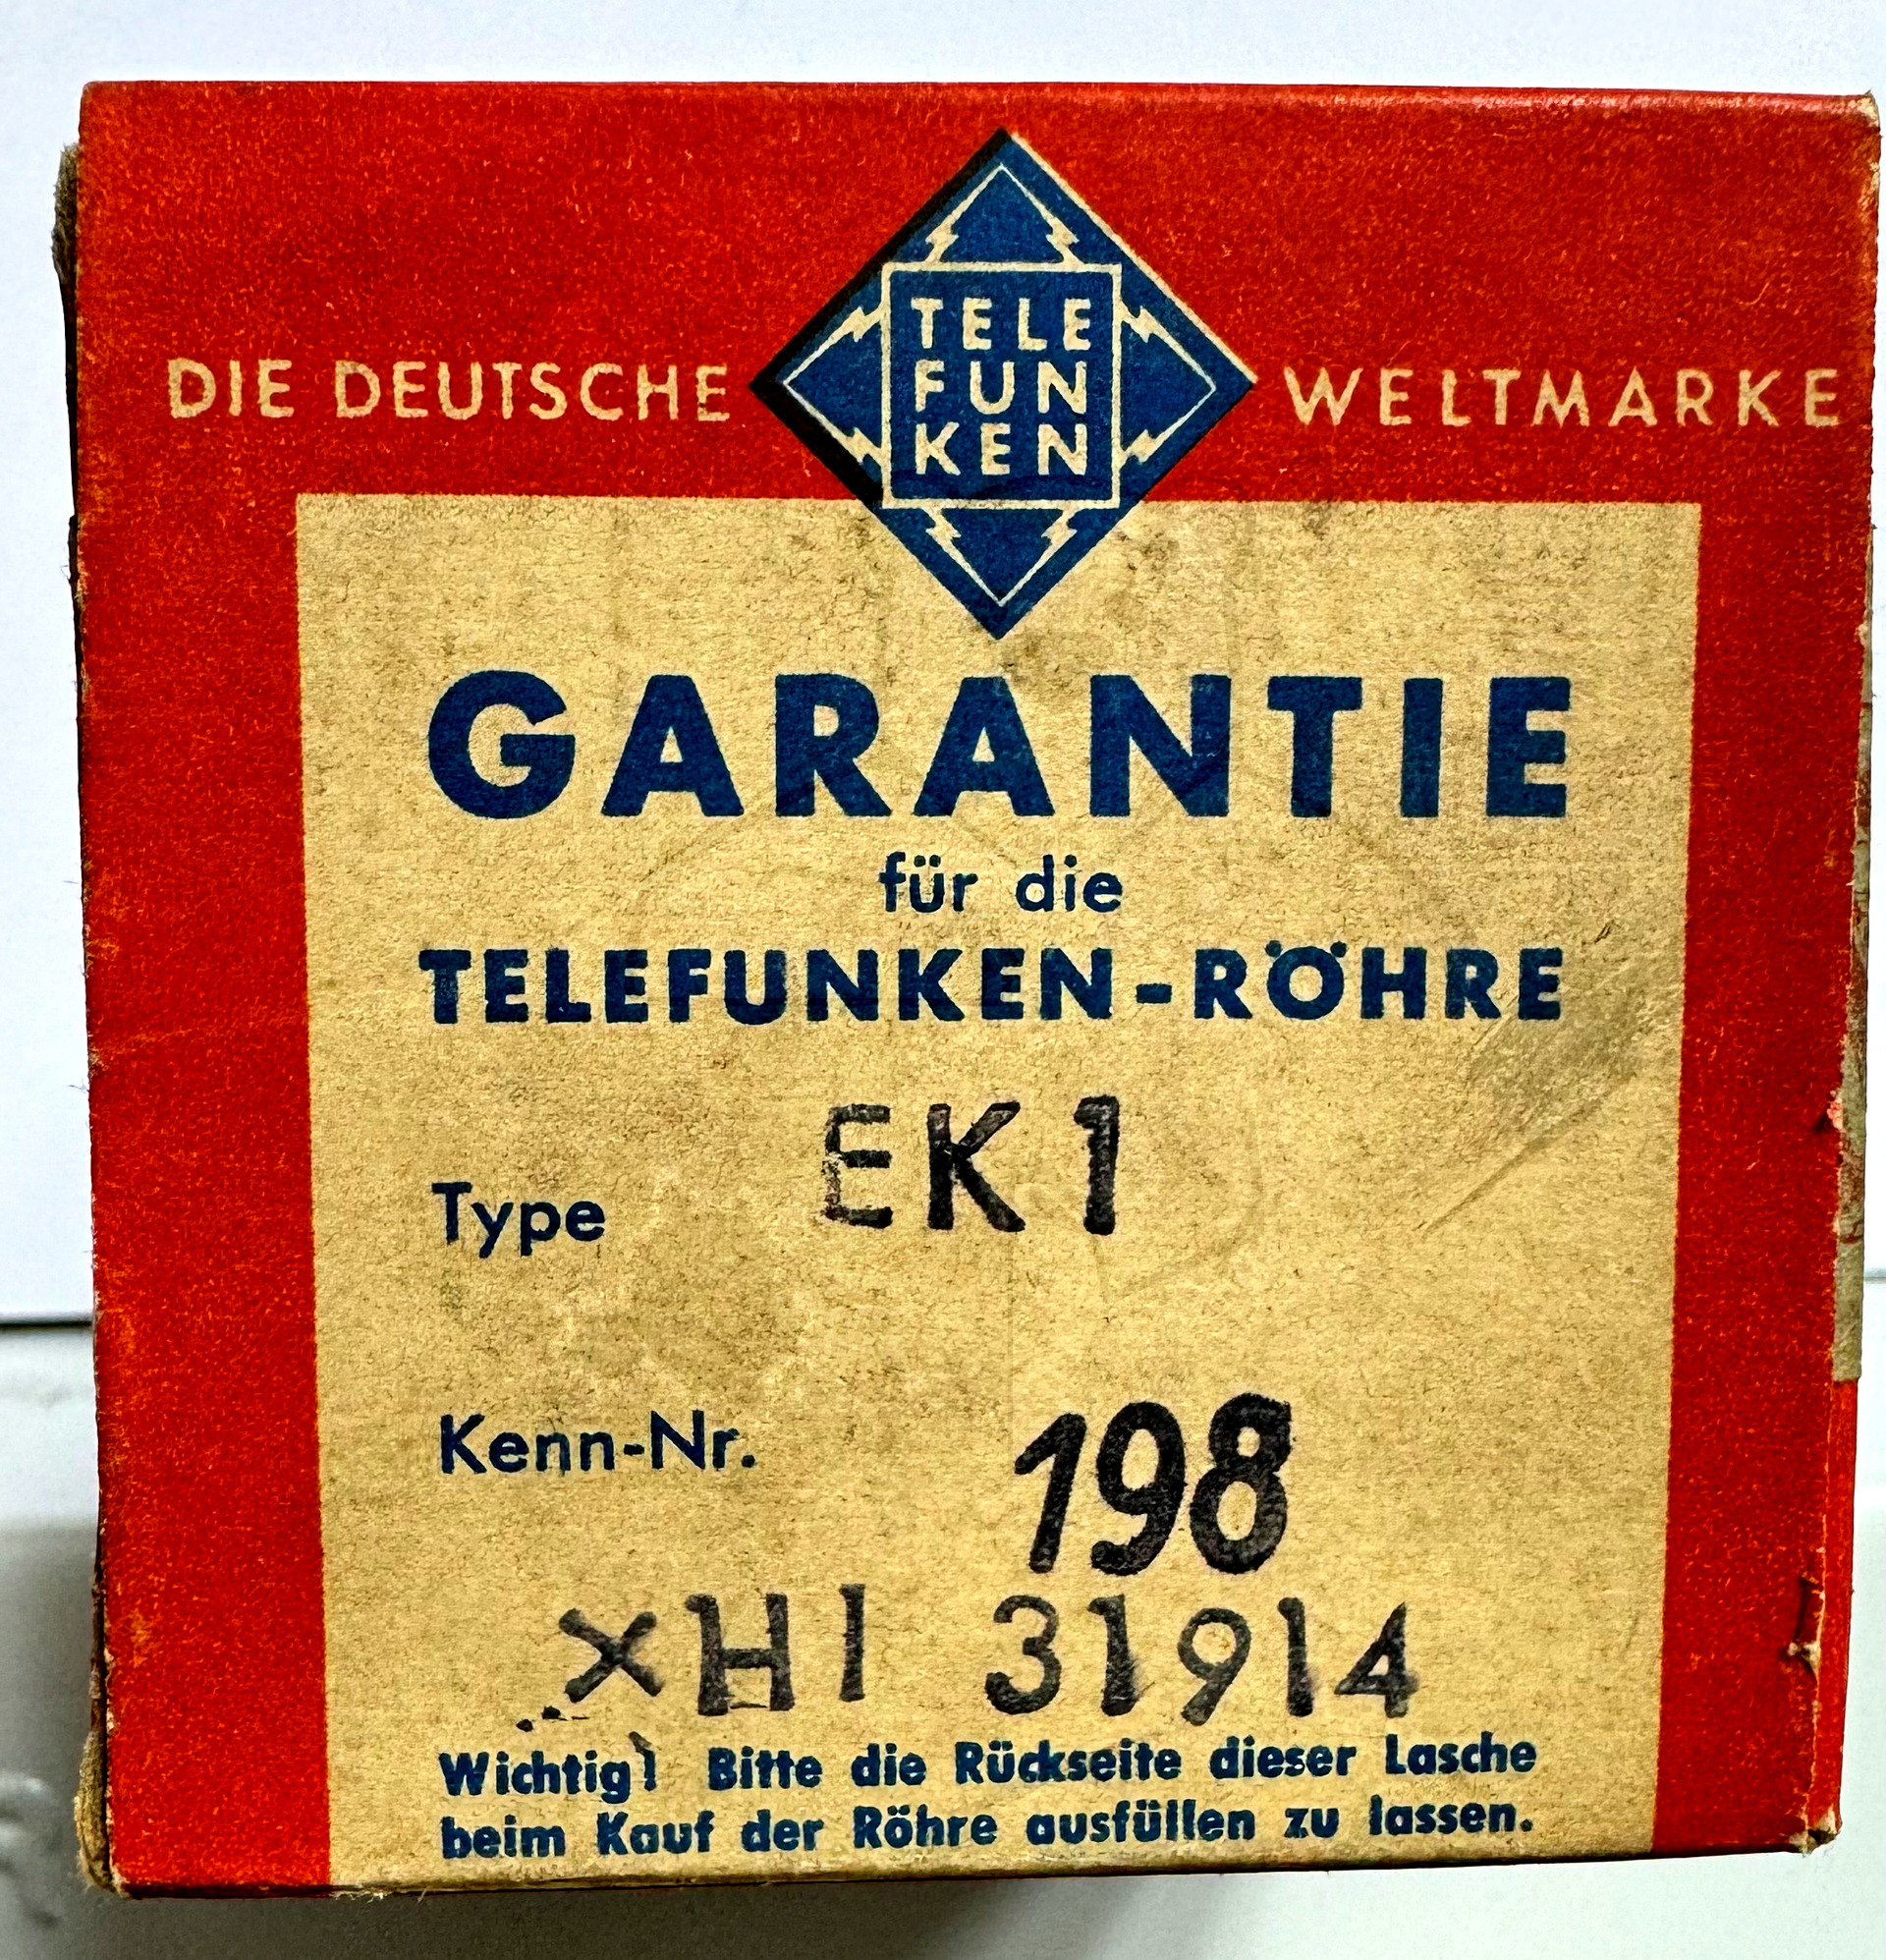 DIE DEUTSCHE
TELE
FUN
KEN
WELTMARKE
GARANTIE
für die
TELEFUNKEN-RÖHRE
Type EK1
Kenn-Nr. 198
XHI 31914
Wichtig! Bitte die Rückseite dieser Lasche
beim Kauf der Röhre ausfüllen zu lassen.